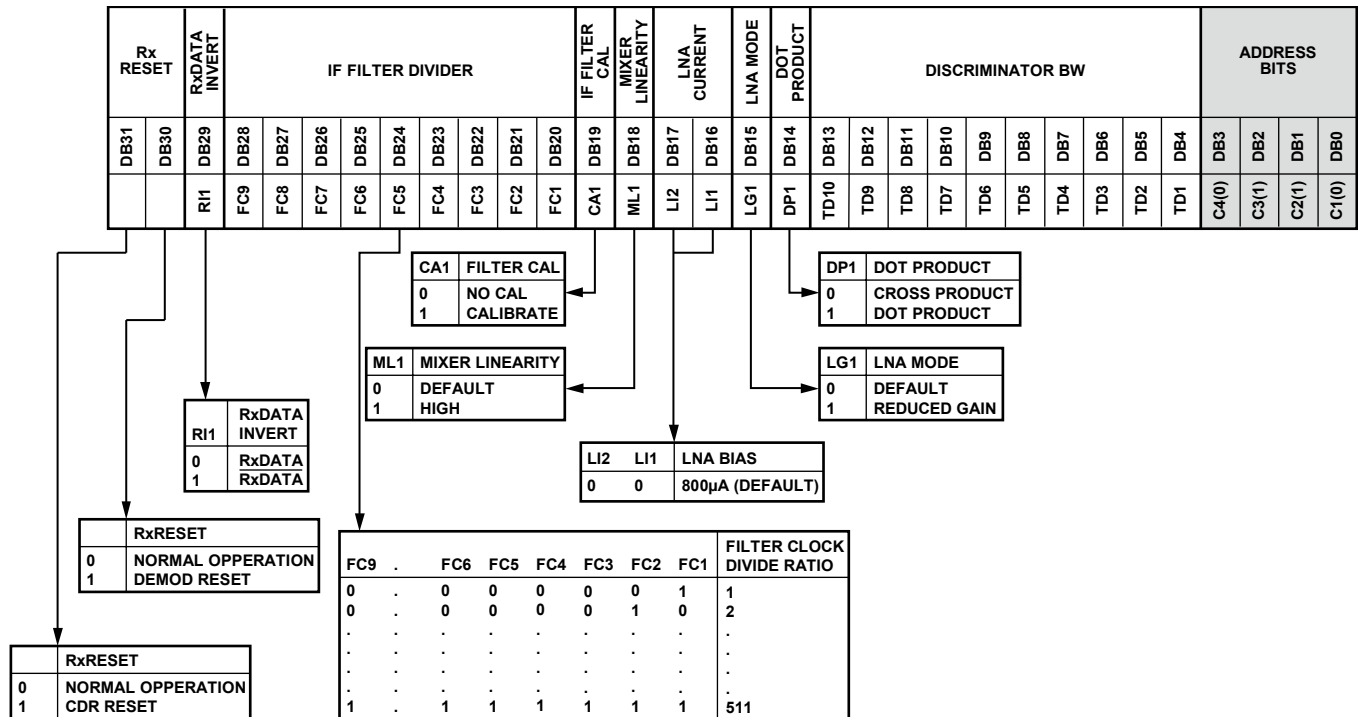 Rx RESET
RxDATA INVERT
IF FILTER DIVIDER
IF FILTER CAL
MIXER LINEARITY
LNA CURRENT
LNA MODE
DOT PRODUCT
DISCRIMINATOR BW
ADDRESS BITS
DB31 DB30 DB29 DB28 DB27 DB26 DB25 DB24 DB23 DB22 DB21 DB20 DB19 DB18 DB17 DB16 DB15 DB14 DB13 DB12 DB11 DB10 DB9 DB8 DB7 DB6 DB5 DB4 DB3 DB2 DB1 DB0
RI1 FC9 FC8 FC7 FC6 FC5 FC4 FC3 FC2 FC1 CA1 ML1 LI2 LI1 LG1 DP1 TD10 TD9 TD8 TD7 TD6 TD5 TD4 TD3 TD2 TD1 C4(0) C3(1) C2(1) C1(0)
CA1 FILTER CAL
0 NO CAL
1 CALIBRATE
DP1 DOT PRODUCT
0 CROSS PRODUCT
1 DOT PRODUCT
ML1 MIXER LINEARITY
0 DEFAULT
1 HIGH
LG1 LNA MODE
0 DEFAULT
1 REDUCED GAIN
RI1 RxDATA INVERT
0 RxDATA
1 RxDATA
LI2 LI1 LNA BIAS
0 0 800µA (DEFAULT)
RxRESET
0 NORMAL OPPERATION
1 DEMOD RESET
FC9 . FC6 FC5 FC4 FC3 FC2 FC1 FILTER CLOCK DIVIDE RATIO
0 . 0 0 0 0 0 1 1
0 . 0 0 0 0 1 0 2
. . . . . . . . .
. . . . . . . . .
. . . . . . . . .
. . . . . . . . .
1 . 1 1 1 1 1 1 511
RxRESET
0 NORMAL OPPERATION
1 CDR RESET